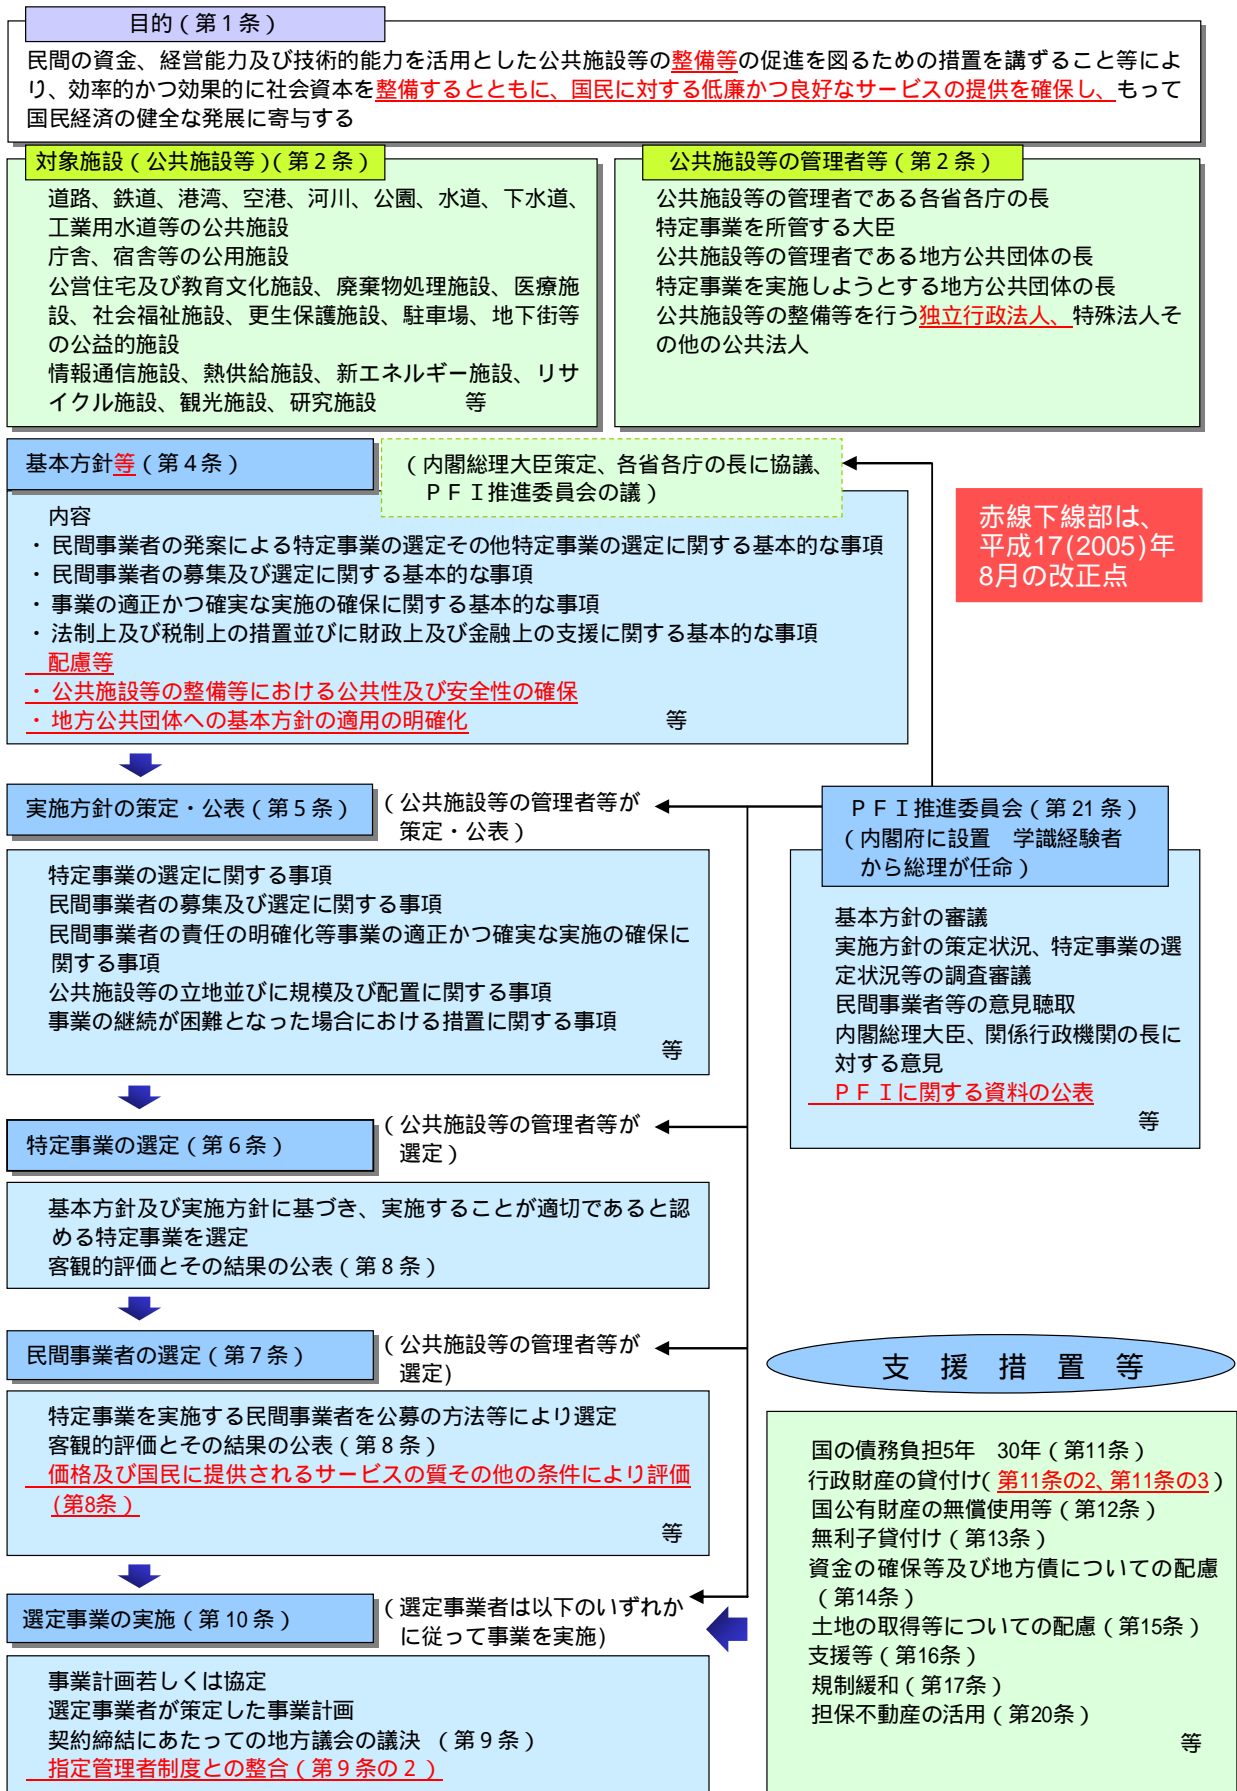 目的(第1条)
民間の資金、経営能力及び技術的能力を活用とした公共施設等の整備等の促進を図るための措置を講ずること等によ
り、効率的かつ効果的に社会資本を整備するとともに、国民に対する低廉かつ良好なサービスの提供を確保し、もって
国民経済の健全な発展に寄与する
対象施設(公共施設等)(第2条)
道路、鉄道、港湾、空港、河川、公園、水道、下水道、
工業用水道等の公共施設
庁舎、宿舎等の公用施設
公営住宅及び教育文化施設、廃棄物処理施設、医療施
設、社会福祉施設、更生保護施設、駐車場、地下街等
の公益的施設
情報通信施設、熱供給施設、新エネルギー施設、リサ
イクル施設、観光施設、研究施設 等
公共施設等の管理者等(第2条)
公共施設等の管理者である各省各庁の長
特定事業を所管する大臣
公共施設等の管理者である地方公共団体の長
特定事業を実施しようとする地方公共団体の長
公共施設等の整備等を行う独立行政法人、特殊法人そ
の他の公共法人
基本方針等(第4条)
(内閣総理大臣策定、各省各庁の長に協議、
PFI推進委員会の議)
内容
・民間事業者の発案による特定事業の選定その他特定事業の選定に関する基本的な事項
・民間事業者の募集及び選定に関する基本的な事項
・事業の適正かつ確実な実施の確保に関する基本的な事項
・法制上及び税制上の措置並びに財政上及び金融上の支援に関する基本的な事項
配慮等
・公共施設等の整備等における公共性及び安全性の確保
・地方公共団体への基本方針の適用の明確化 等
赤線下線部は、
平成17(2005)年
8月の改正点
実施方針の策定・公表(第5条)
(公共施設等の管理者等が
策定・公表)
特定事業の選定に関する事項
民間事業者の募集及び選定に関する事項
民間事業者の責任の明確化等事業の適正かつ確実な実施の確保に
関する事項
公共施設等の立地並びに規模及び配置に関する事項
事業の継続が困難となった場合における措置に関する事項
等
PFI推進委員会(第21条)
(内閣府に設置 学識経験者
から総理が任命)
基本方針の審議
実施方針の策定状況、特定事業の選
定状況等の調査審議
民間事業者等の意見聴取
内閣総理大臣、関係行政機関の長に
対する意見
PFIに関する資料の公表
等
特定事業の選定(第6条)
(公共施設等の管理者等が
選定)
基本方針及び実施方針に基づき、実施することが適切であると認
める特定事業を選定
客観的評価とその結果の公表(第8条)
民間事業者の選定(第7条)
(公共施設等の管理者等が
選定)
特定事業を実施する民間事業者を公募の方法等により選定
客観的評価とその結果の公表(第8条)
価格及び国民に提供されるサービスの質その他の条件により評価
(第8条)
等
選定事業の実施(第10条)
(選定事業者は以下のいずれか
に従って事業を実施)
事業計画若しくは協定
選定事業者が策定した事業計画
契約締結にあたっての地方議会の議決 (第9条)
指定管理者制度との整合(第9条の2)
支援措置等
国の債務負担5年 30年(第11条)
行政財産の貸付け(第11条の2、第11条の3)
国公有財産の無償使用等(第12条)
無利子貸付け(第13条)
資金の確保等及び地方債についての配慮
(第14条)
土地の取得等についての配慮(第15条)
支援等(第16条)
規制緩和(第17条)
担保不動産の活用(第20条)
等